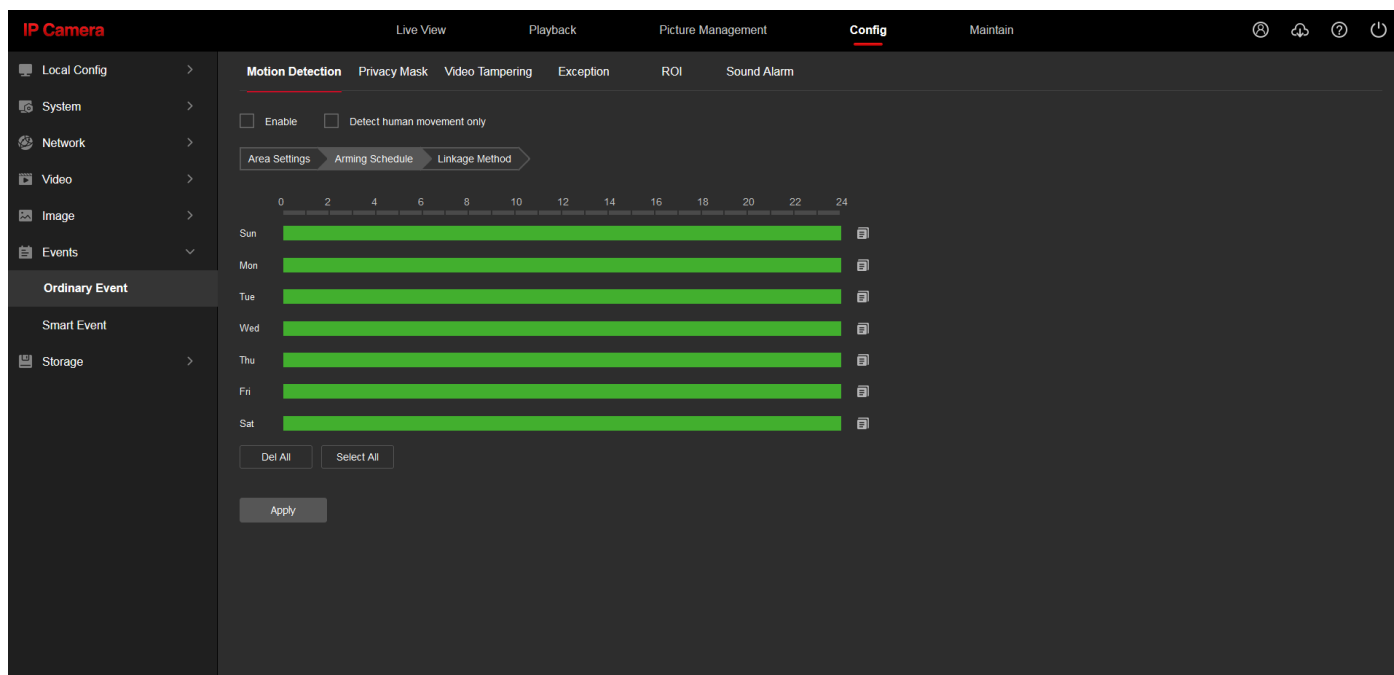 IP Camera Live View Playback Picture Management Config Maintain
Local Config
System
Network
Video
Image
Events
Ordinary Event
Smart Event
Storage
Motion Detection Privacy Mask Video Tampering Exception ROI Sound Alarm
Enable Detect human movement only
Area Settings Arming Schedule Linkage Method
0 2 4 6 8 10 12 14 16 18 20 22 24
Sun
Mon
Tue
Wed
Thu
Fri
Sat
Del All Select All
Apply